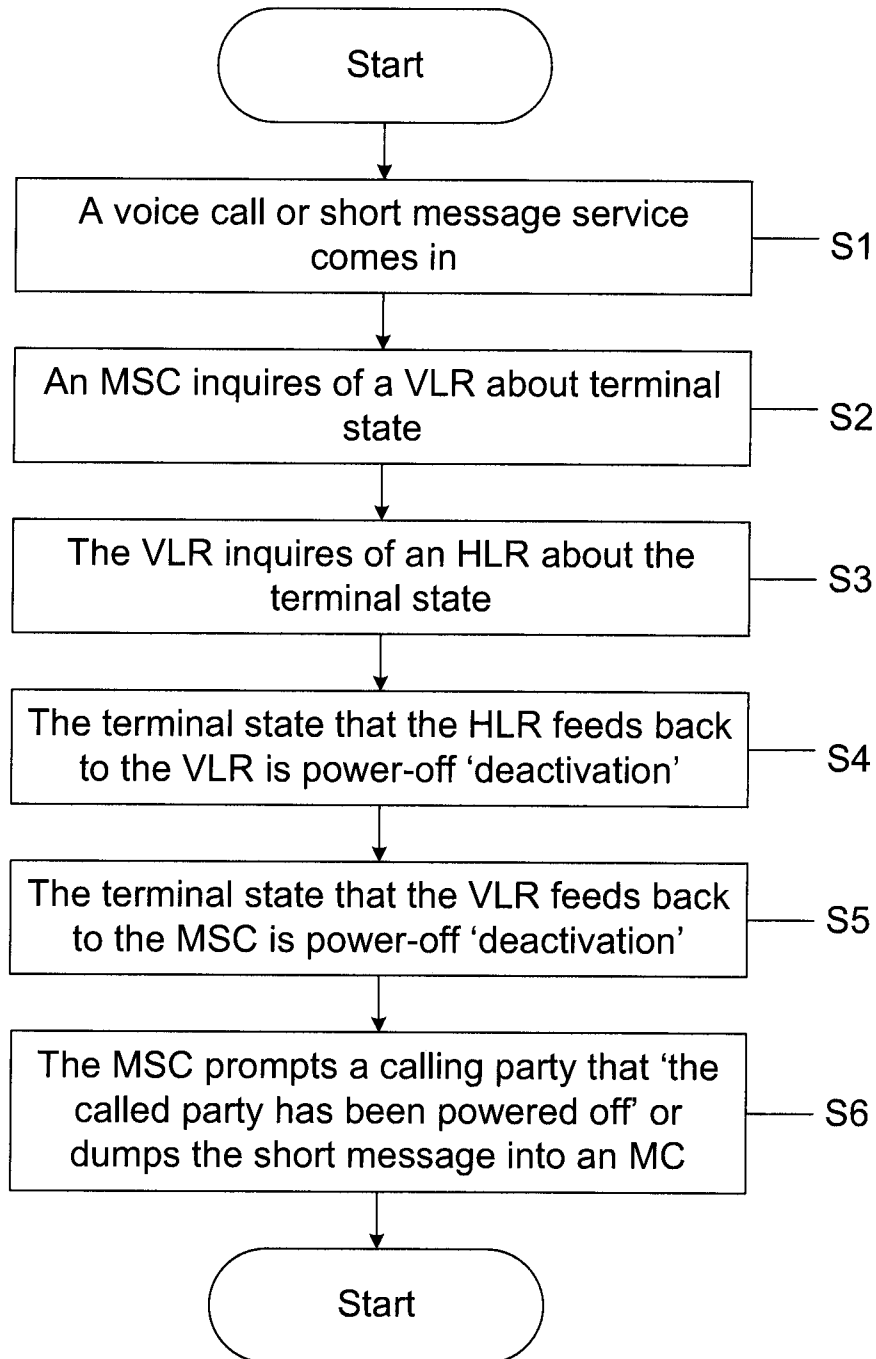 Start
A voice call or short message service
comes in
S1
An MSC inquires of a VLR about terminal
state
S2
The VLR inquires of an HLR about the
terminal state
S3
The terminal state that the HLR feeds back
to the VLR is power-off ‘deactivation’
S4
The terminal state that the VLR feeds back
to the MSC is power-off ‘deactivation’
S5
The MSC prompts a calling party that ‘the
called party has been powered off’ or
dumps the short message into an MC
S6
Start